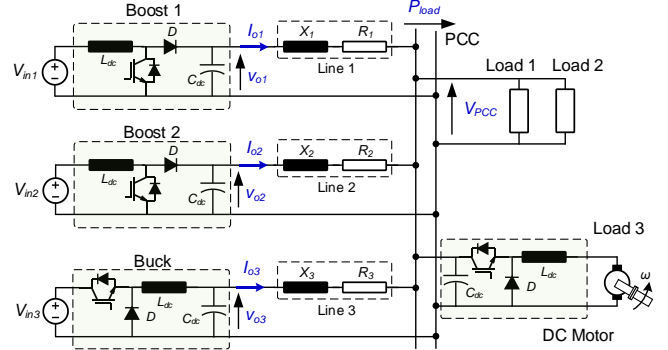 Boost 1
D
L_dc
V_in1
C_dc
I_o1
v_o1
X_1
R_1
Line 1
P_load
PCC
Load 1
Load 2
V_PCC
Boost 2
D
L_dc
V_in2
C_dc
I_o2
v_o2
X_2
R_2
Line 2
Buck
L_dc
V_in3
D
C_dc
I_o3
v_o3
X_3
R_3
Line 3
Load 3
L_dc
C_dc
D
ω
DC Motor